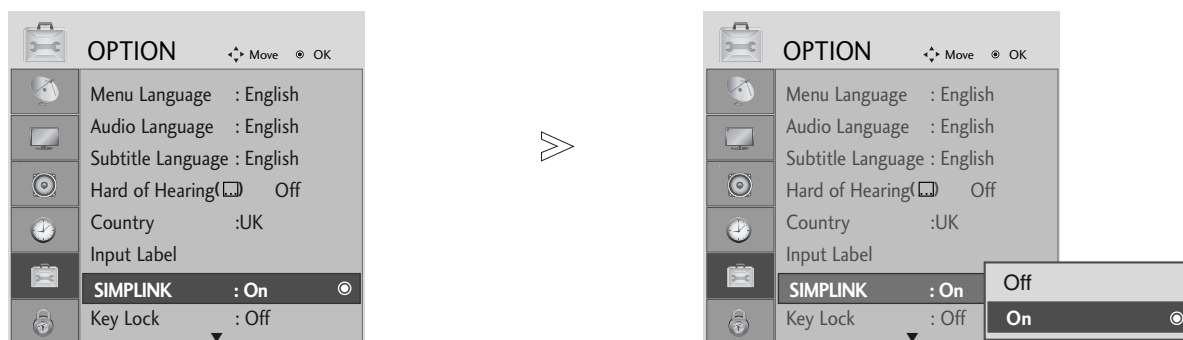 OPTION Move OK
Menu Language : English
Audio Language : English
Subtitle Language : English
Hard of Hearing( ) Off
Country :UK
Input Label
SIMPLINK : On
Key Lock : Off
OPTION Move OK
Menu Language : English
Audio Language : English
Subtitle Language : English
Hard of Hearing( ) Off
Country :UK
Input Label
SIMPLINK : On
Key Lock : Off
Off
On